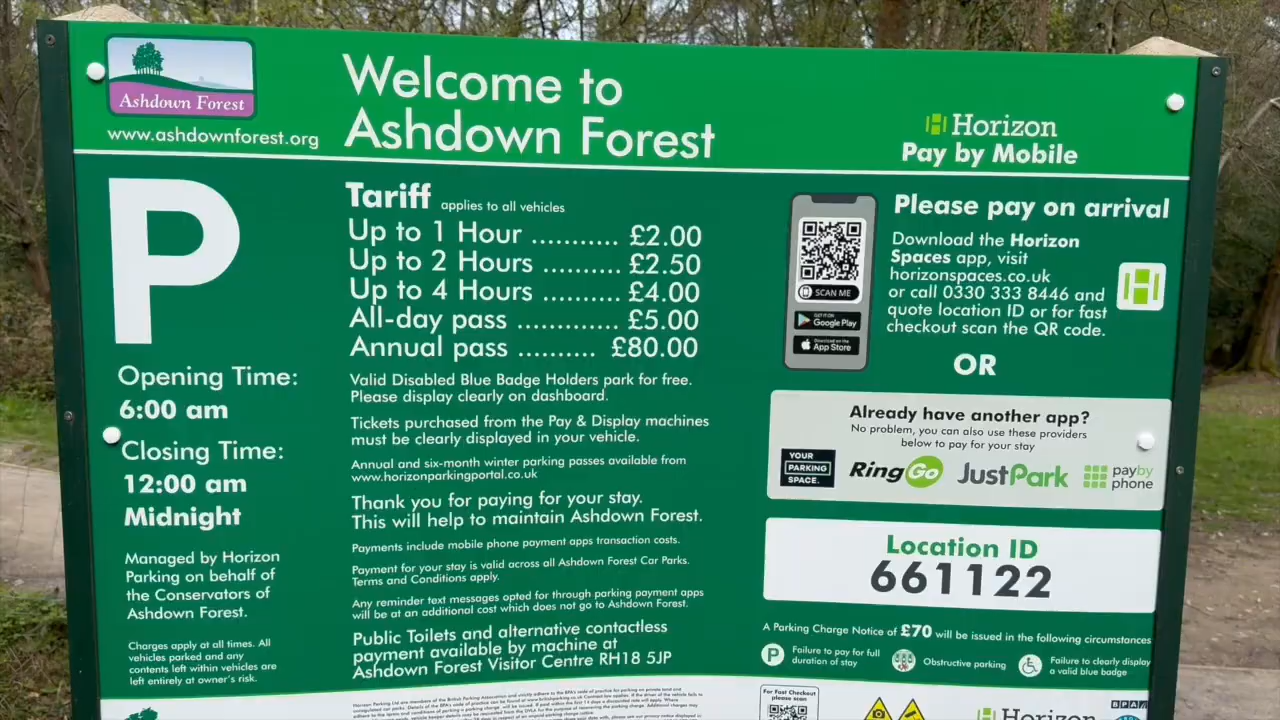 Ashdown Forest
www.ashdownforest.org
Welcome to
Ashdown Forest
Horizon
Pay by Mobile
P
Opening Time:
6:00 am
Closing Time:
12:00 am
Midnight
Managed by Horizon
Parking on behalf of
the Conservators of
Ashdown Forest.
Charges apply at all times. All
vehicles parked and any
contents left within vehicles are
left entirely at owner's risk.
Tariff applies to all vehicles
Up to 1 Hour ........... £2.00
Up to 2 Hours .......... £2.50
Up to 4 Hours .......... £4.00
All-day pass ............. £5.00
Annual pass .......... £80.00
Valid Disabled Blue Badge Holders park for free.
Please display clearly on dashboard.
Tickets purchased from the Pay & Display machines
must be clearly displayed in your vehicle.
Annual and six-month winter parking passes available from
www.horizonparkingportal.co.uk
Thank you for paying for your stay.
This will help to maintain Ashdown Forest.
Payments include mobile phone payment apps transaction costs.
Payment for your stay is valid across all Ashdown Forest Car Parks.
Terms and Conditions apply.
Any reminder text messages opted for through parking payment apps
will be at an additional cost which does not go to Ashdown Forest.
Public Toilets and alternative contactless
payment available by machine at
Ashdown Forest Visitor Centre RH18 5JP
SCAN ME
GET IT ON
Google Play
Download on the
App Store
Please pay on arrival
Download the Horizon
Spaces app, visit
horizonspaces.co.uk
or call 0330 333 8446 and
quote location ID or for fast
checkout scan the QR code.
H
OR
Already have another app?
No problem, you can also use these providers
below to pay for your stay
YOUR
PARKING
SPACE.
RingGo
JustPark
payby
phone
Location ID
661122
A Parking Charge Notice of £70 will be issued in the following circumstances
P
Failure to pay for full
duration of stay
Obstructive parking
Failure to clearly display
a valid blue badge
For Fast Checkout
please scan
Horizon
BPA